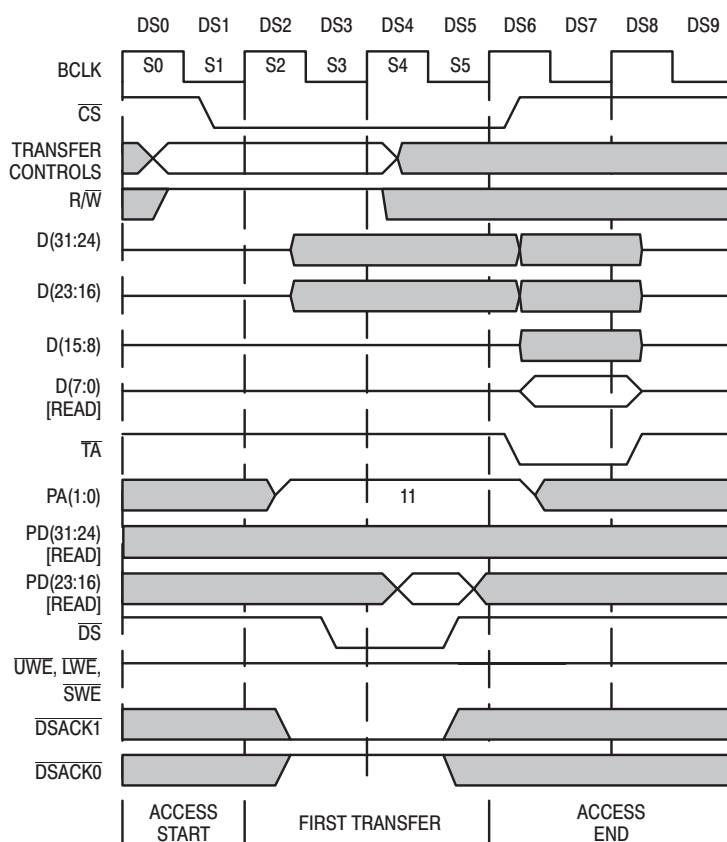 DS0 DS1 DS2 DS3 DS4 DS5 DS6 DS7 DS8 DS9
BCLK S0 S1 S2 S3 S4 S5
CS
TRANSFER
CONTROLS
R/W
D(31:24)
D(23:16)
D(15:8)
D(7:0)
[READ]
TA
PA(1:0) 11
PD(31:24)
[READ]
PD(23:16)
[READ]
DS
UWE, LWE,
SWE
DSACK1
DSACK0
ACCESS
START
FIRST TRANSFER
ACCESS
END